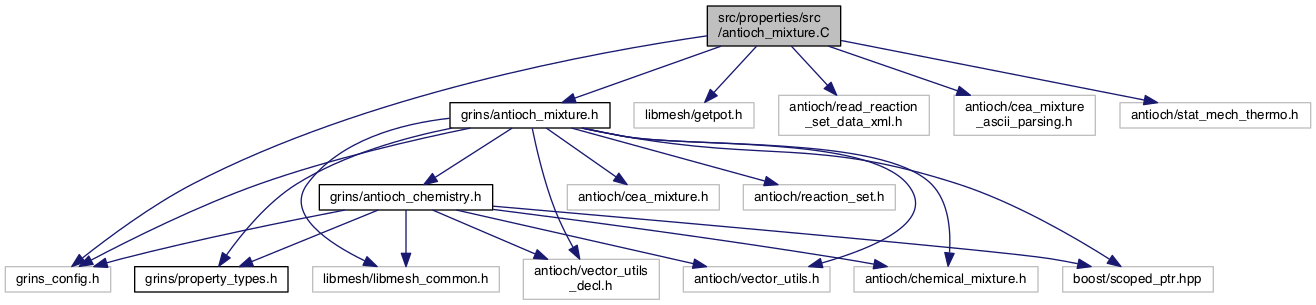 src/properties/src
/antioch_mixture.C
grins/antioch_mixture.h
libmesh/getpot.h
antioch/read_reaction
_set_data_xml.h
antioch/cea_mixture
_ascii_parsing.h
antioch/stat_mech_thermo.h
grins/antioch_chemistry.h
antioch/cea_mixture.h
antioch/reaction_set.h
grins_config.h
grins/property_types.h
libmesh/libmesh_common.h
antioch/vector_utils
_decl.h
antioch/vector_utils.h
antioch/chemical_mixture.h
boost/scoped_ptr.hpp